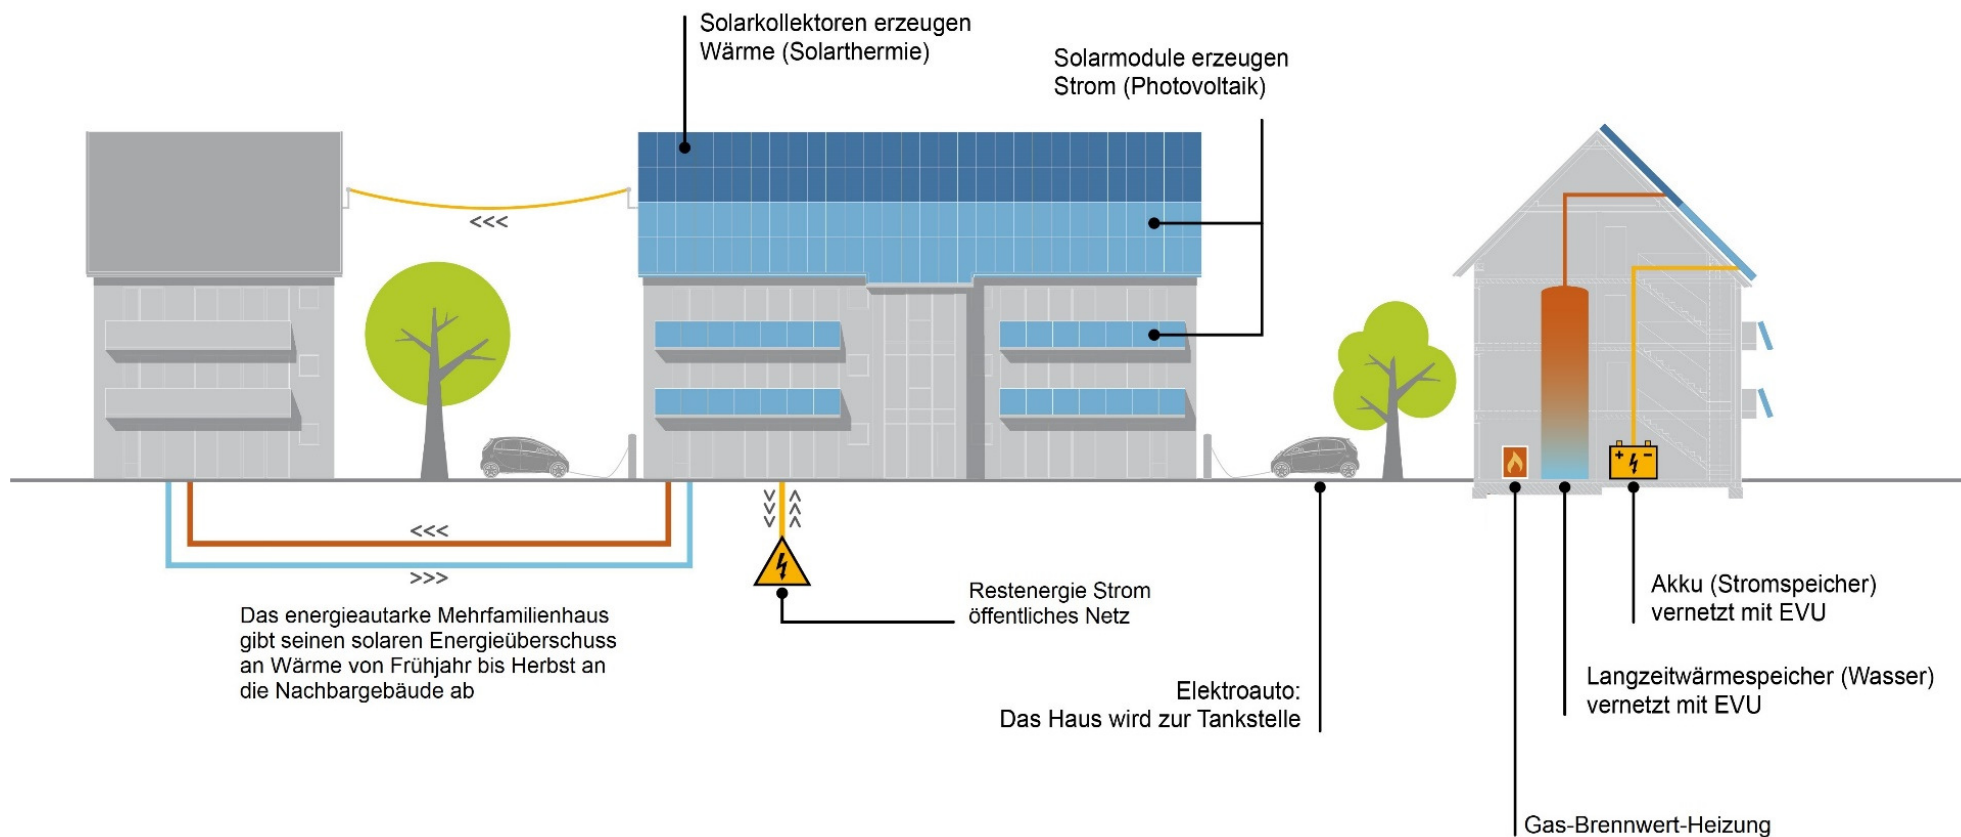 Solarkollektoren erzeugen
Wärme (Solarthermie)
Solarmodule erzeugen
Strom (Photovoltaik)
<<<
<<<
>>>
Das energieautarke Mehrfamilienhaus
gibt seinen solaren Energieüberschuss
an Wärme von Frühjahr bis Herbst an
die Nachbargebäude ab
Restenergie Strom
öffentliches Netz
Elektroauto:
Das Haus wird zur Tankstelle
+ −
Akku (Stromspeicher)
vernetzt mit EVU
Langzeitwärmespeicher (Wasser)
vernetzt mit EVU
Gas-Brennwert-Heizung